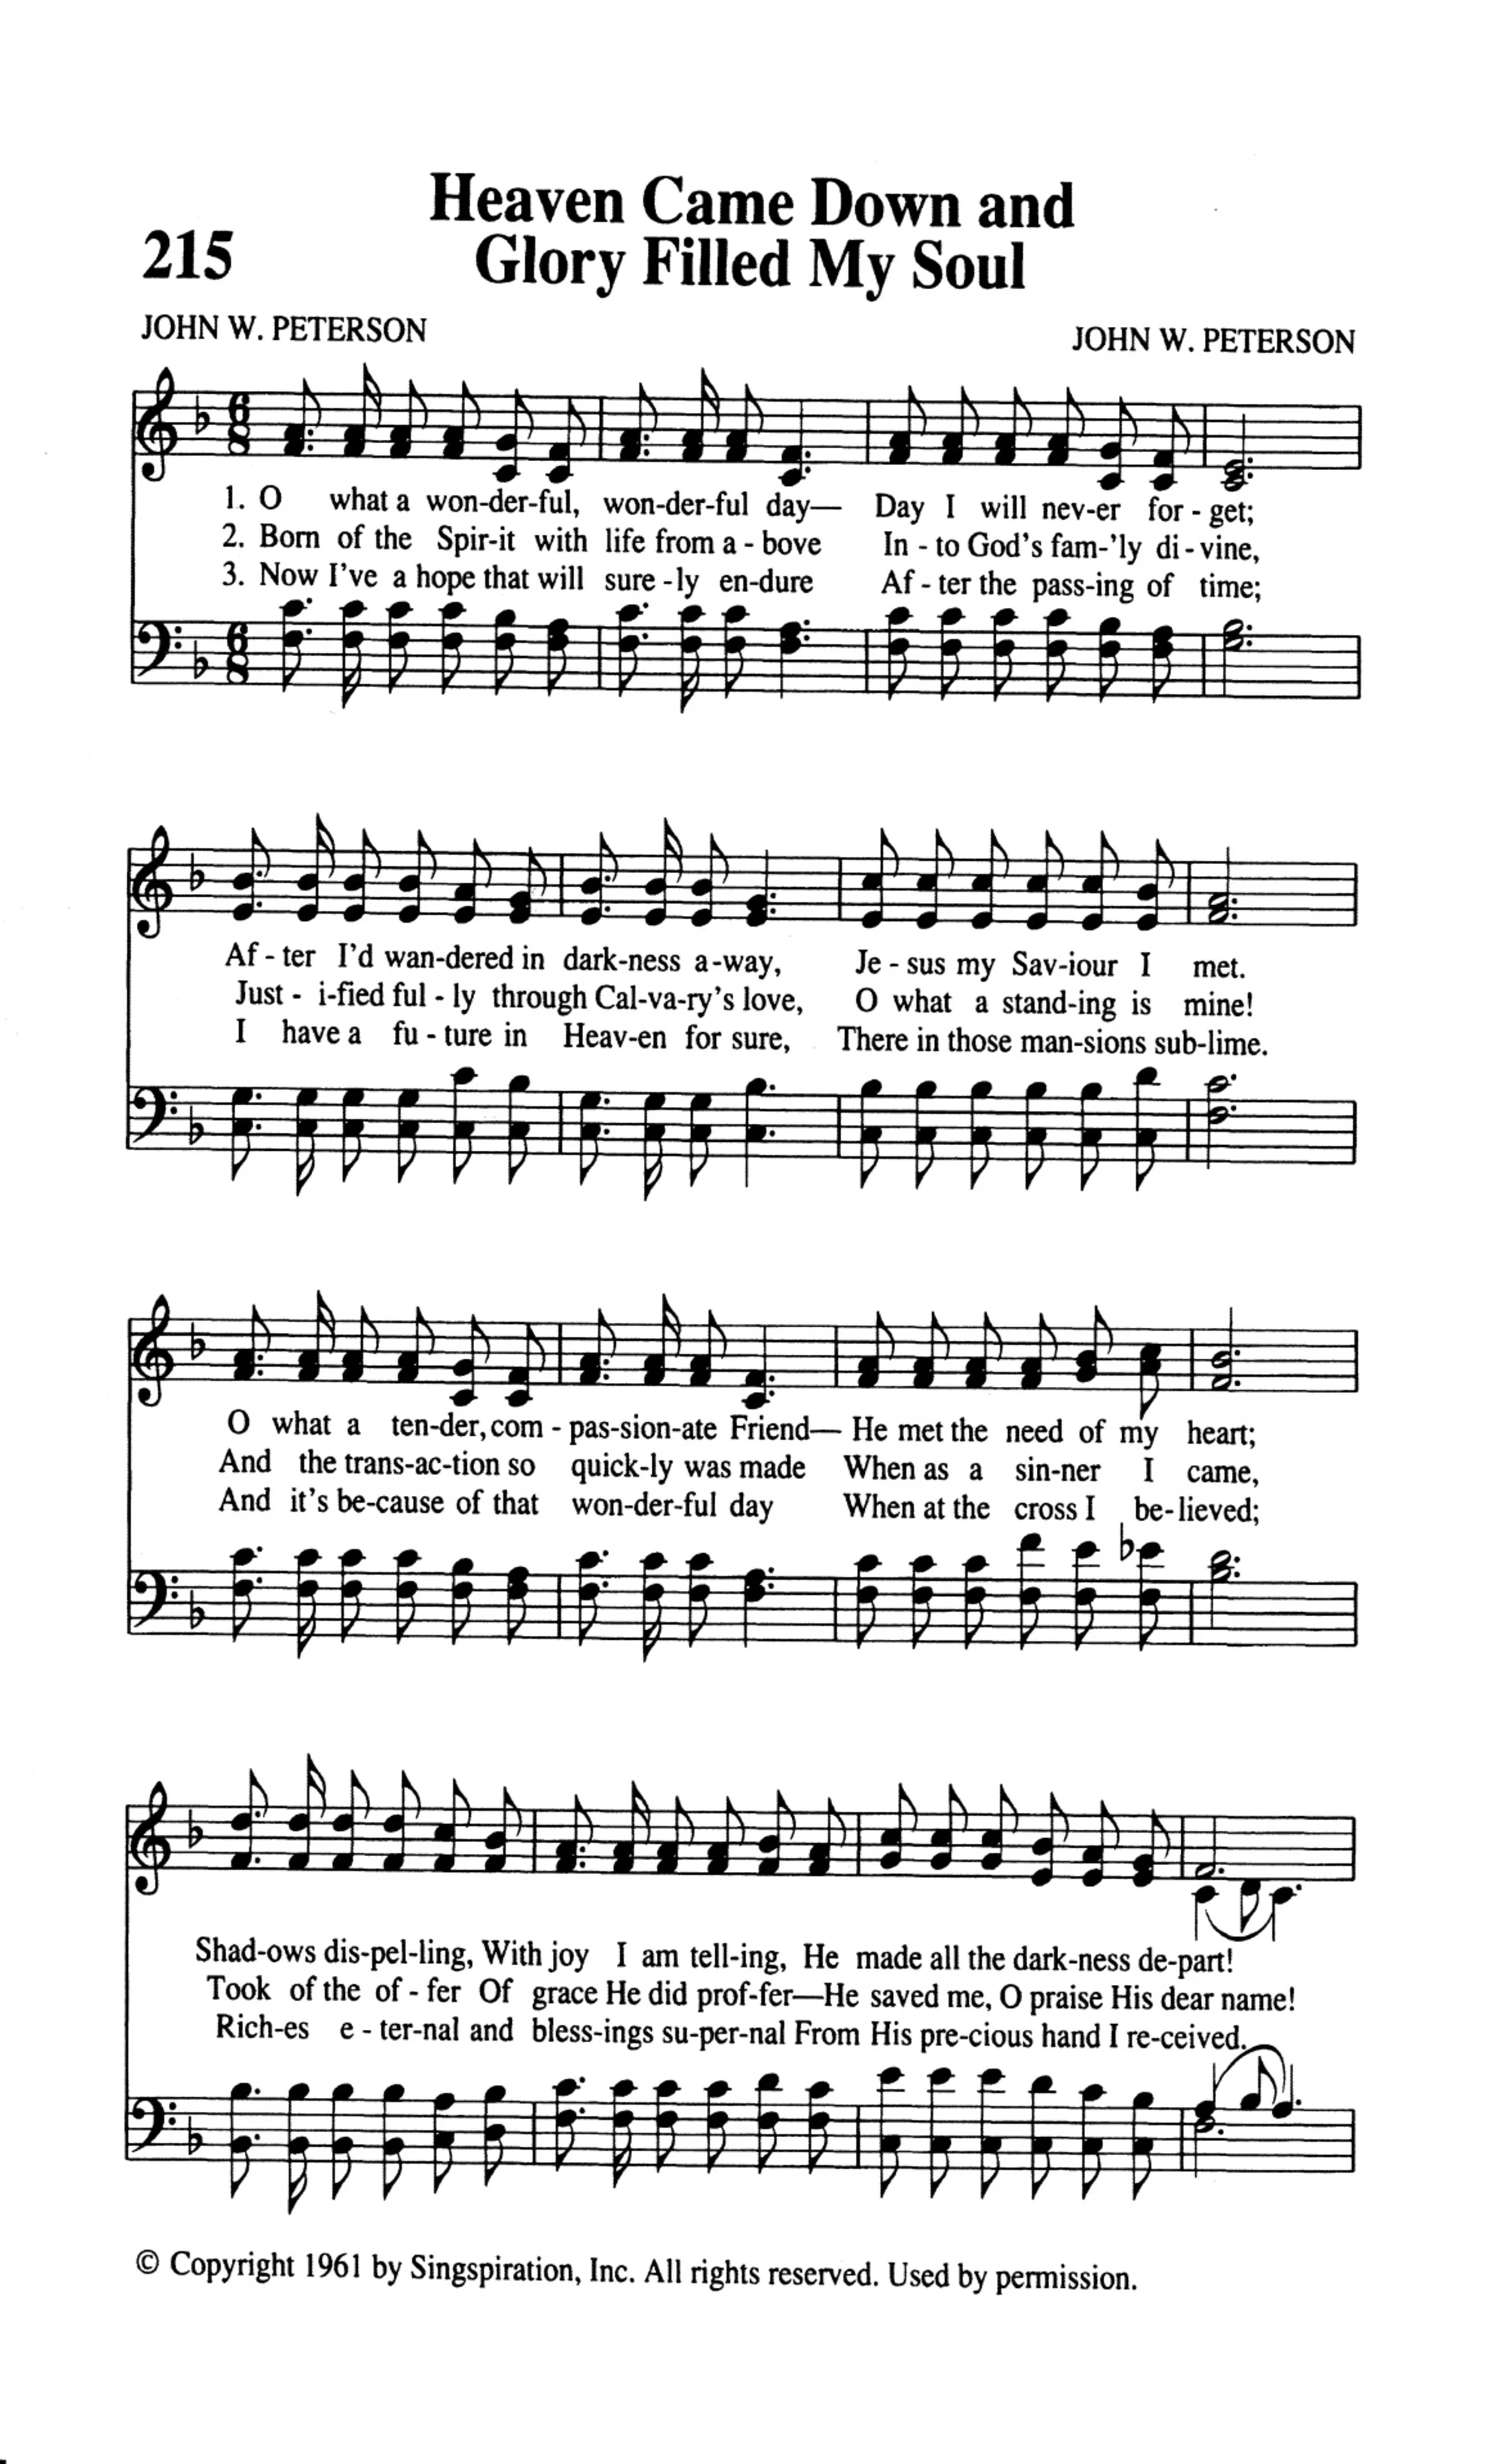 Heaven Came Down and
215 Glory Filled My Soul
JOHN W. PETERSON JOHN W. PETERSON
1. O what a won-der-ful, won-der-ful day— Day I will nev-er for - get;
2. Born of the Spir-it with life from a - bove In - to God's fam-'ly di - vine,
3. Now I've a hope that will sure - ly en-dure Af - ter the pass-ing of time;
Af - ter I'd wan-dered in dark-ness a-way, Je - sus my Sav-iour I met.
Just - i-fied ful - ly through Cal-va-ry's love, O what a stand-ing is mine!
I have a fu - ture in Heav-en for sure, There in those man-sions sub-lime.
O what a ten-der, com - pas-sion-ate Friend— He met the need of my heart;
And the trans-ac-tion so quick-ly was made When as a sin-ner I came,
And it's be-cause of that won-der-ful day When at the cross I be-lieved;
Shad-ows dis-pel-ling, With joy I am tell-ing, He made all the dark-ness de-part!
Took of the of - fer Of grace He did prof-fer—He saved me, O praise His dear name!
Rich-es e - ter-nal and bless-ings su-per-nal From His pre-cious hand I re-ceived.
© Copyright 1961 by Singspiration, Inc. All rights reserved. Used by permission.